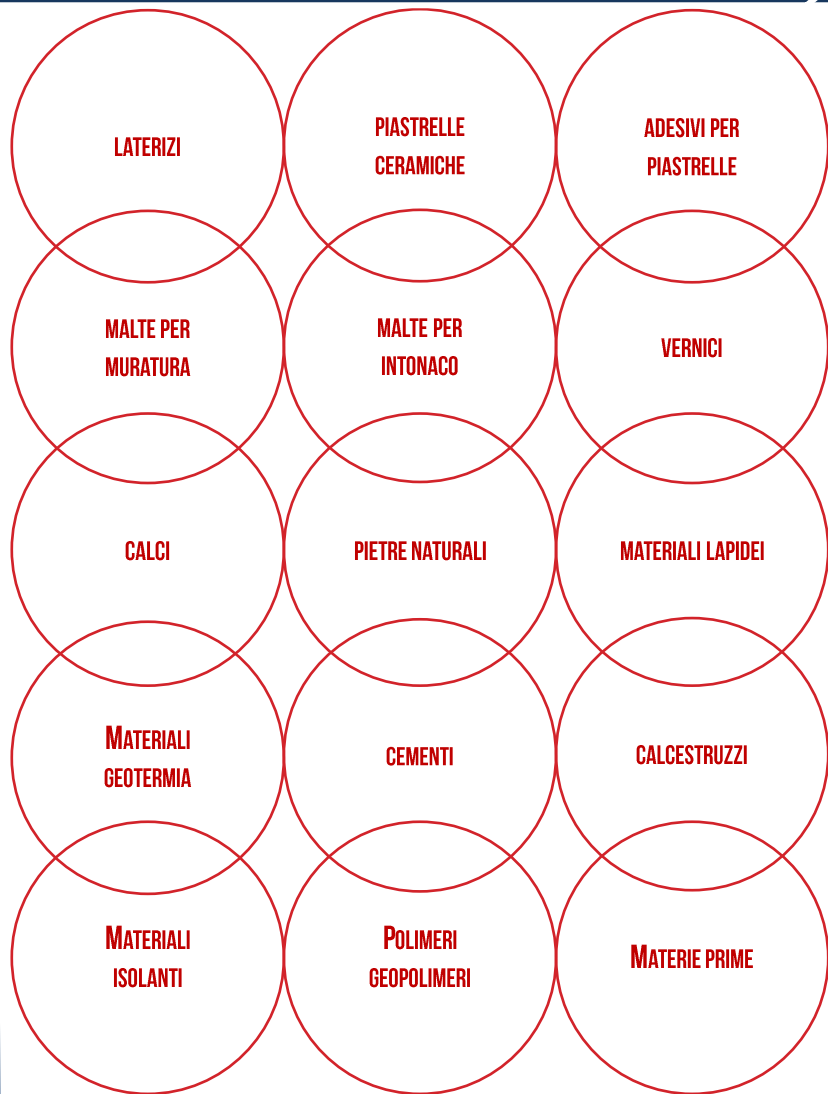 LATERIZI
PIASTRELLE
CERAMICHE
ADESIVI PER
PIASTRELLE
MALTE PER
MURATURA
MALTE PER
INTONACO
VERNICI
CALCI
PIETRE NATURALI
MATERIALI LAPIDEI
MATERIALI
GEOTERMIA
CEMENTI
CALCESTRUZZI
MATERIALI
ISOLANTI
POLIMERI
GEOPOLIMERI
MATERIE PRIME